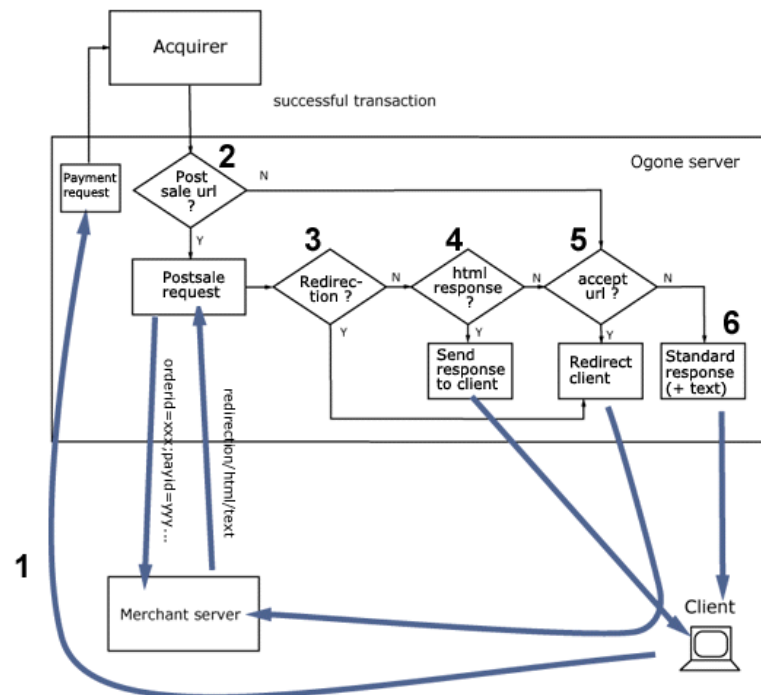 Acquirer
successful transaction
Ogone server
Payment
request
2
Post
sale url
?
N
Y
3
4
5
Postsale
request
Redirec-
tion ?
N
html
response
?
N
accept
url ?
N
Y
Y
Y
6
Send
response
to client
Redirect
client
Standard
response
(+ text)
orderid=xxx;payid=yyy...
redirection/html/text
1
Merchant server
Client